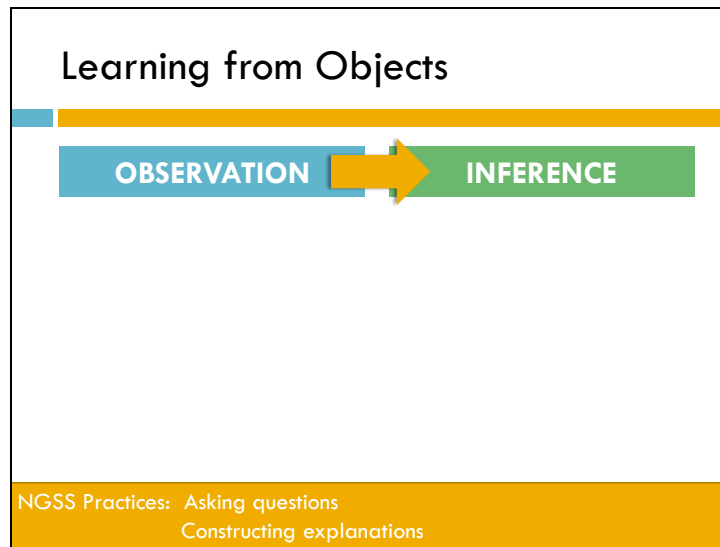 Learning from Objects
OBSERVATION
INFERENCE
NGSS Practices: Asking questions
Constructing explanations